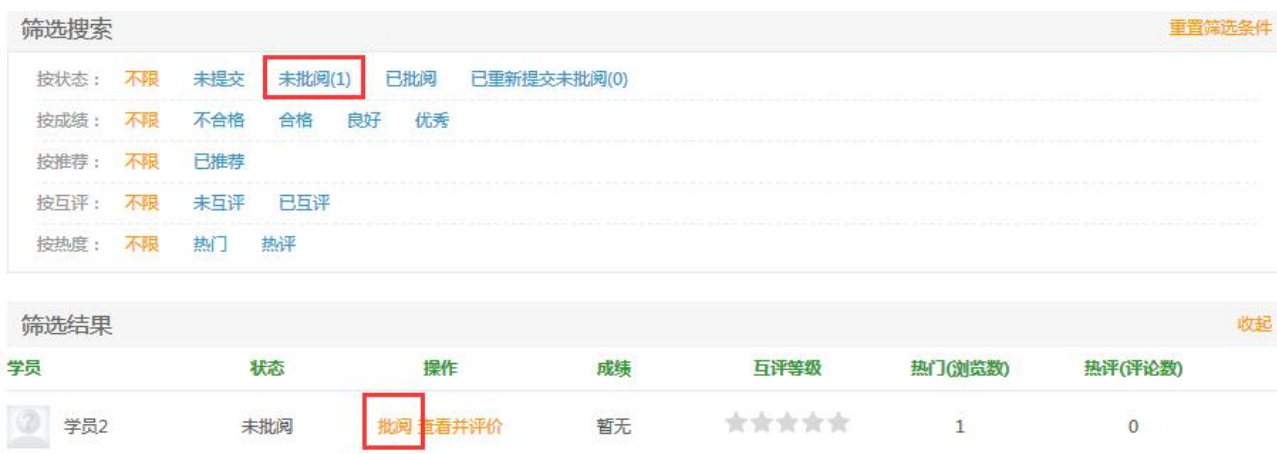 筛选搜索 重置筛选条件
按状态： 不限 未提交 未批阅(1) 已批阅 已重新提交未批阅(0)
按成绩： 不限 不合格 合格 良好 优秀
按推荐： 不限 已推荐
按互评： 不限 未互评 已互评
按热度： 不限 热门 热评
筛选结果 收起
学员 状态 操作 成绩 互评等级 热门(浏览数) 热评(评论数)
学员2 未批阅 批阅 查看并评价 暂无 1 0